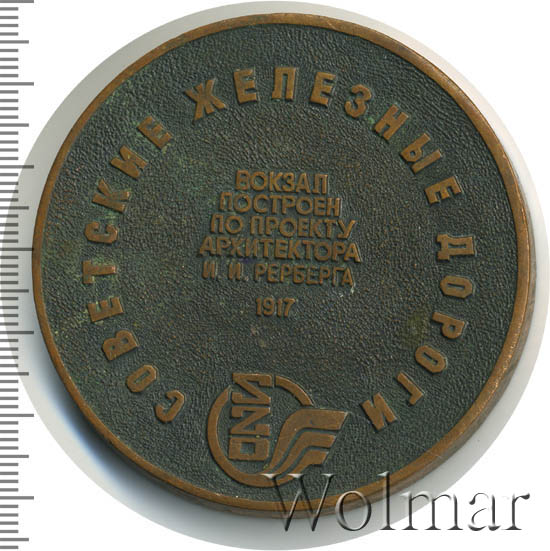 СОВЕТСКИЕ ЖЕЛЕЗНЫЕ ДОРОГИ
ВОКЗАЛ
ПОСТРОЕН
ПО ПРОЕКТУ
АРХИТЕКТОРА
И. И. РЕРБЕРГА
1917
Wolmar